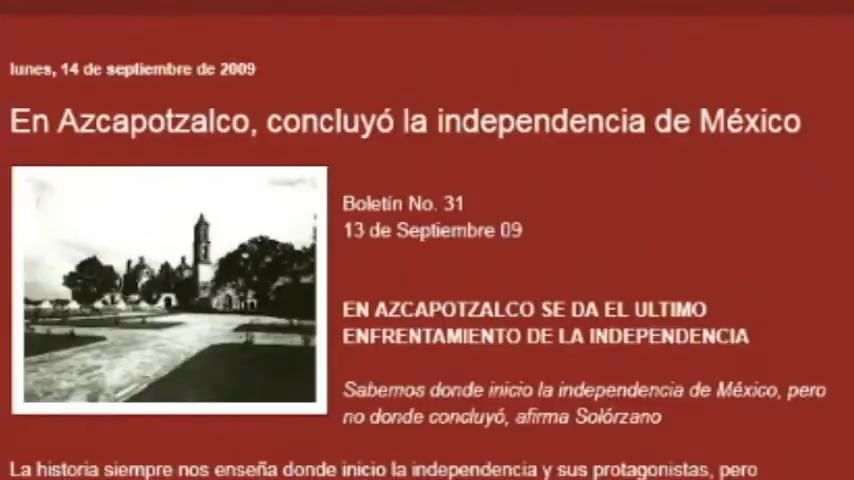 lunes, 14 de septiembre de 2009
En Azcapotzalco, concluyó la independencia de México
Boletín No. 31
13 de Septiembre 09
EN AZCAPOTZALCO SE DA EL ULTIMO
ENFRENTAMIENTO DE LA INDEPENDENCIA
Sabemos donde inicio la independencia de México, pero
no donde concluyó, afirma Solórzano
La historia siempre nos enseña donde inicio la independencia y sus protagonistas, pero